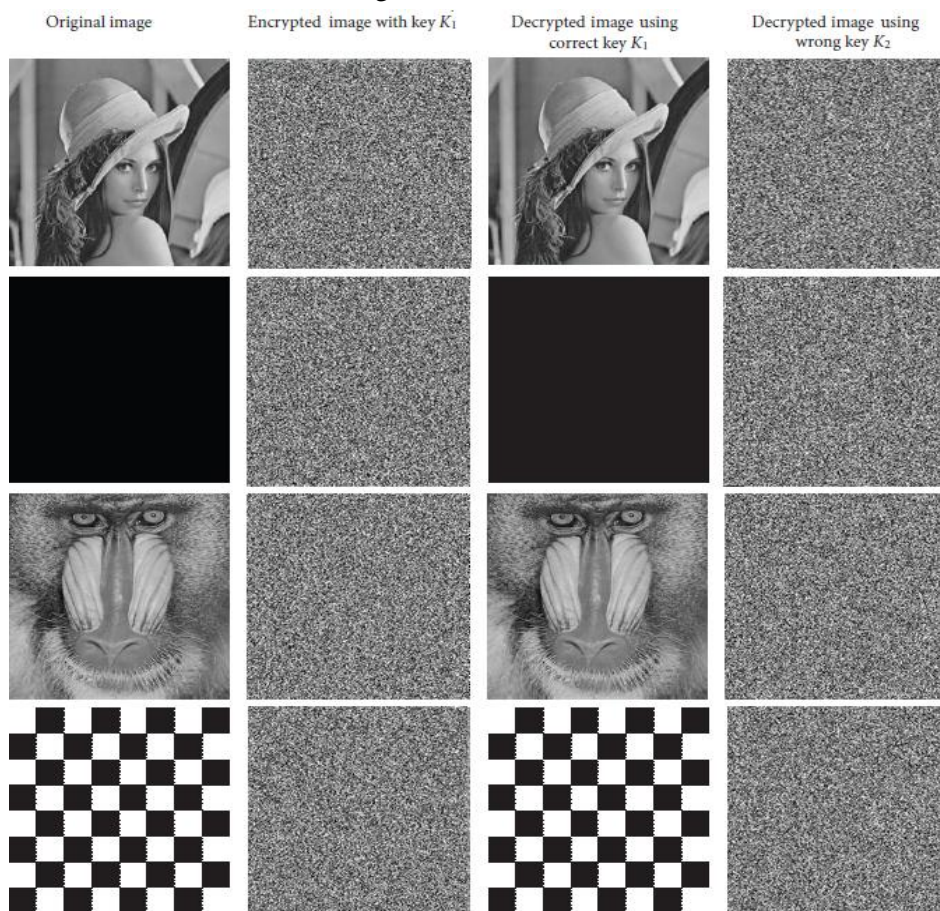 Original image
Encrypted image with key K₁
Decrypted image using
correct key K₁
Decrypted image using
wrong key K₂